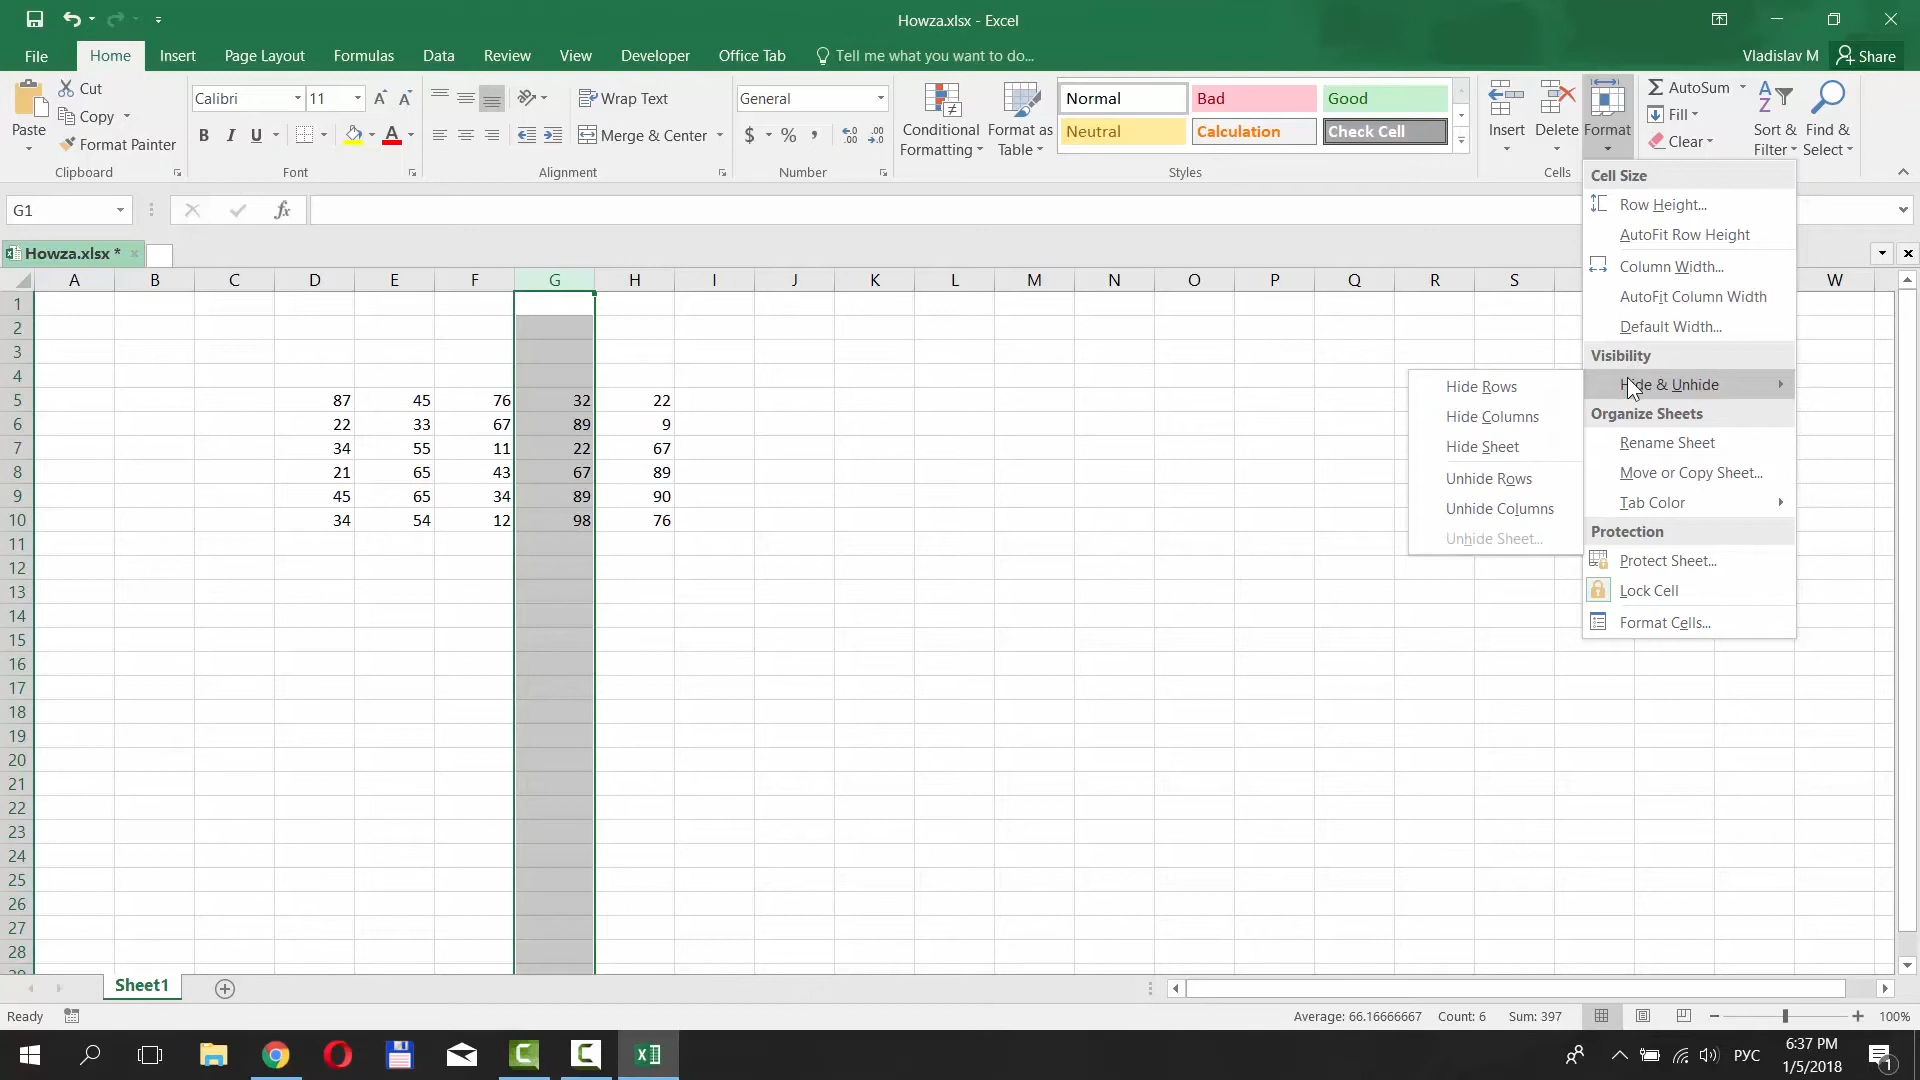 Howza.xlsx - Excel
File Home Insert Page Layout Formulas Data Review View Developer Office Tab Tell me what you want to do... Vladislav M Share
Paste
Cut
Copy
Format Painter
Clipboard
Calibri 11
B I U
Font
Wrap Text
Merge & Center
Alignment
General
$ % ,
Number
Conditional Formatting
Format as Table
Normal Bad Good
Neutral Calculation Check Cell
Styles
Insert Delete Format
Cells
AutoSum
Fill
Clear
Sort & Filter
Find & Select
G1
fx
Howza.xlsx *
A B C D E F G H I J K L M N O P Q R S W
1
2
3
4
5 87 45 76 32 22
6 22 33 67 89 9
7 34 55 11 22 67
8 21 65 43 67 89
9 45 65 34 89 90
10 34 54 12 98 76
11
12
13
14
15
16
17
18
19
20
21
22
23
24
25
26
27
28
29
Cell Size
Row Height...
AutoFit Row Height
Column Width...
AutoFit Column Width
Default Width...
Visibility
Hide & Unhide
Organize Sheets
Rename Sheet
Move or Copy Sheet...
Tab Color
Protection
Protect Sheet...
Lock Cell
Format Cells...
Hide Rows
Hide Columns
Hide Sheet
Unhide Rows
Unhide Columns
Unhide Sheet...
Sheet1
Ready
Average: 66.16666667 Count: 6 Sum: 397 100%
РУС
6:37 PM
1/5/2018
1